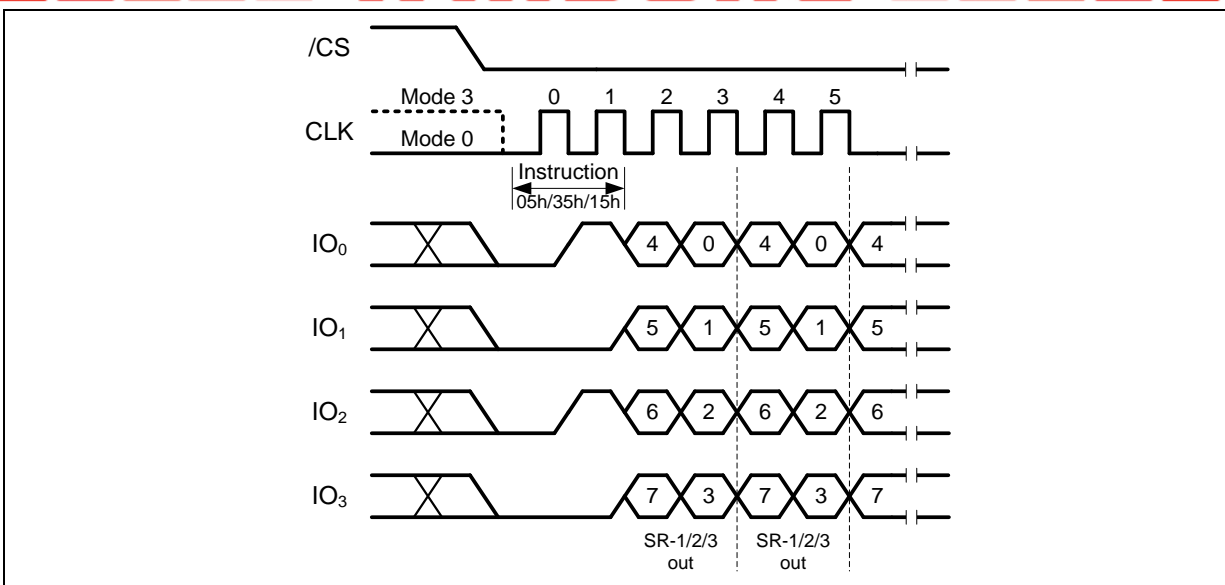 /CS
Mode 3
0 1 2 3 4 5
CLK
Mode 0
Instruction
05h/35h/15h
IO₀ 4 0 4 0 4
IO₁ 5 1 5 1 5
IO₂ 6 2 6 2 6
IO₃ 7 3 7 3 7
SR-1/2/3 SR-1/2/3
out out